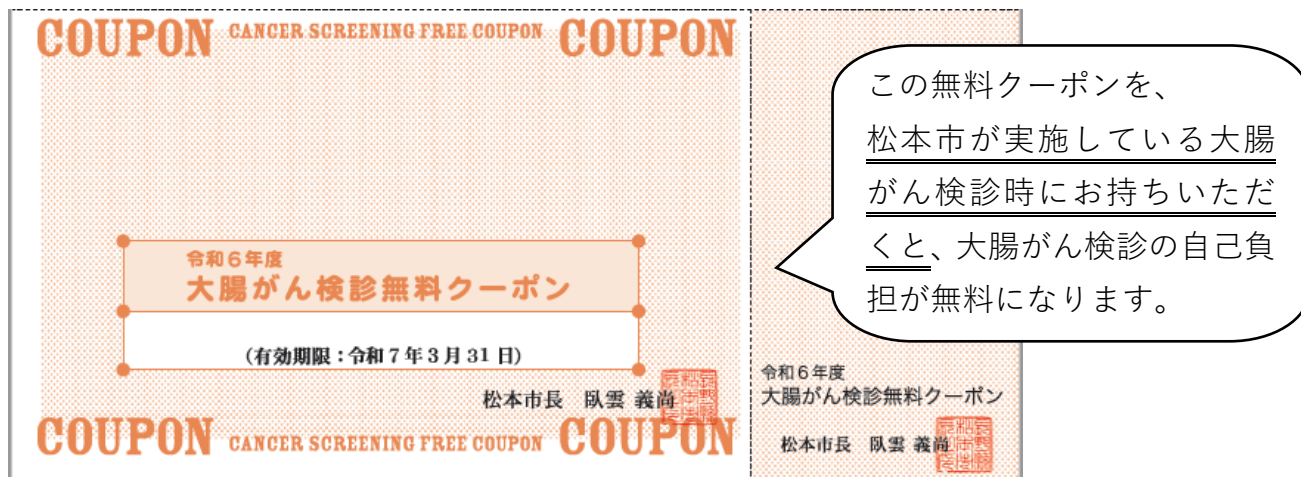 COUPON CANCER SCREENING FREE COUPON COUPON
令和6年度
大腸がん検診無料クーポン
(有効期限：令和7年3月31日)
松本市長　臥雲 義尚
COUPON CANCER SCREENING FREE COUPON COUPON
この無料クーポンを、
松本市が実施している大腸
がん検診時にお持ちいただ
くと、大腸がん検診の自己負
担が無料になります。
令和6年度
大腸がん検診無料クーポン
松本市長　臥雲 義尚